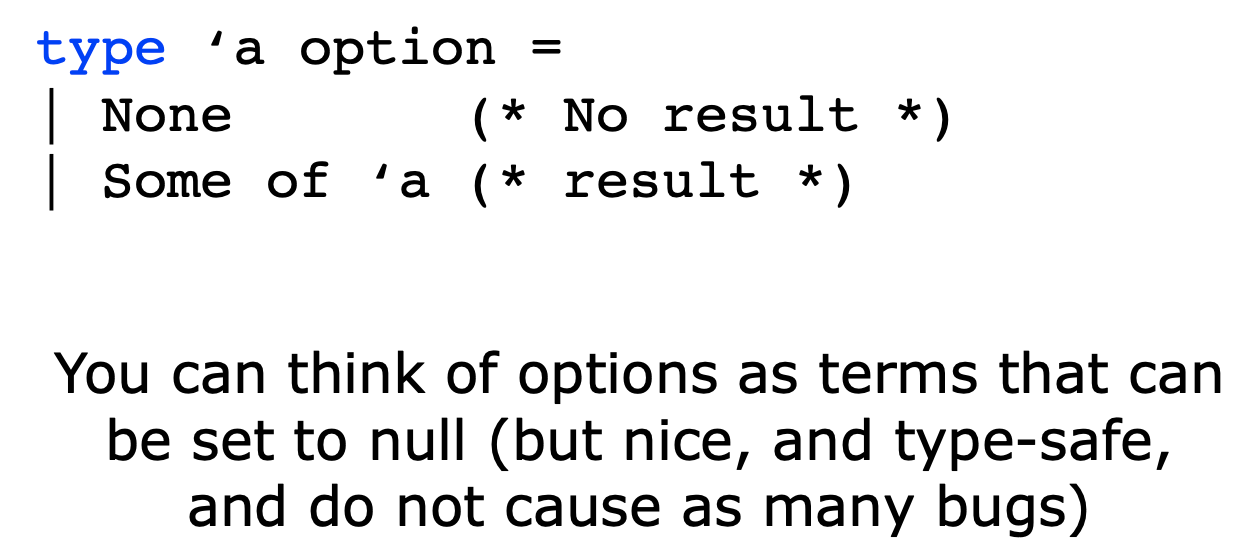 type ‘a option =
| None (* No result *)
| Some of ‘a (* result *)
You can think of options as terms that can
be set to null (but nice, and type-safe,
and do not cause as many bugs)